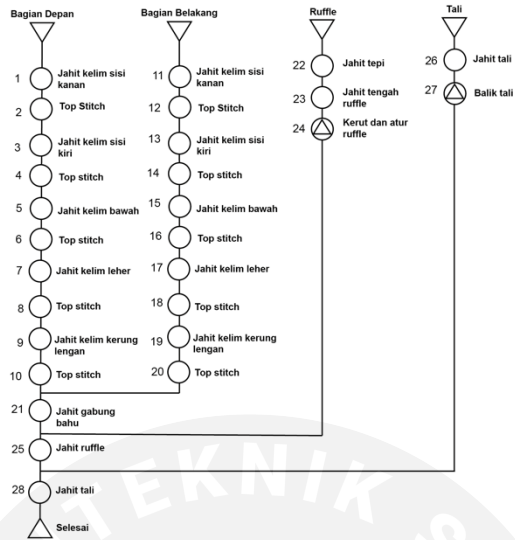 Bagian Depan
1 Jahit kelim sisi
kanan
2 Top Stitch
3 Jahit kelim sisi
kiri
4 Top stitch
5 Jahit kelim bawah
6 Top stitch
7 Jahit kelim leher
8 Top stitch
9 Jahit kelim kerung
lengan
10 Top stitch
21 Jahit gabung
bahu
25 Jahit ruffle
28 Jahit tali
Selesai
Bagian Belakang
11 Jahit kelim sisi
kanan
12 Top Stitch
13 Jahit kelim sisi
kiri
14 Top stitch
15 Jahit kelim bawah
16 Top stitch
17 Jahit kelim leher
18 Top stitch
19 Jahit kelim kerung
lengan
20 Top stitch
Ruffle
22 Jahit tepi
23 Jahit tengah
ruffle
24 Kerut dan atur
ruffle
Tali
26 Jahit tali
27 Balik tali
TEKNIK S